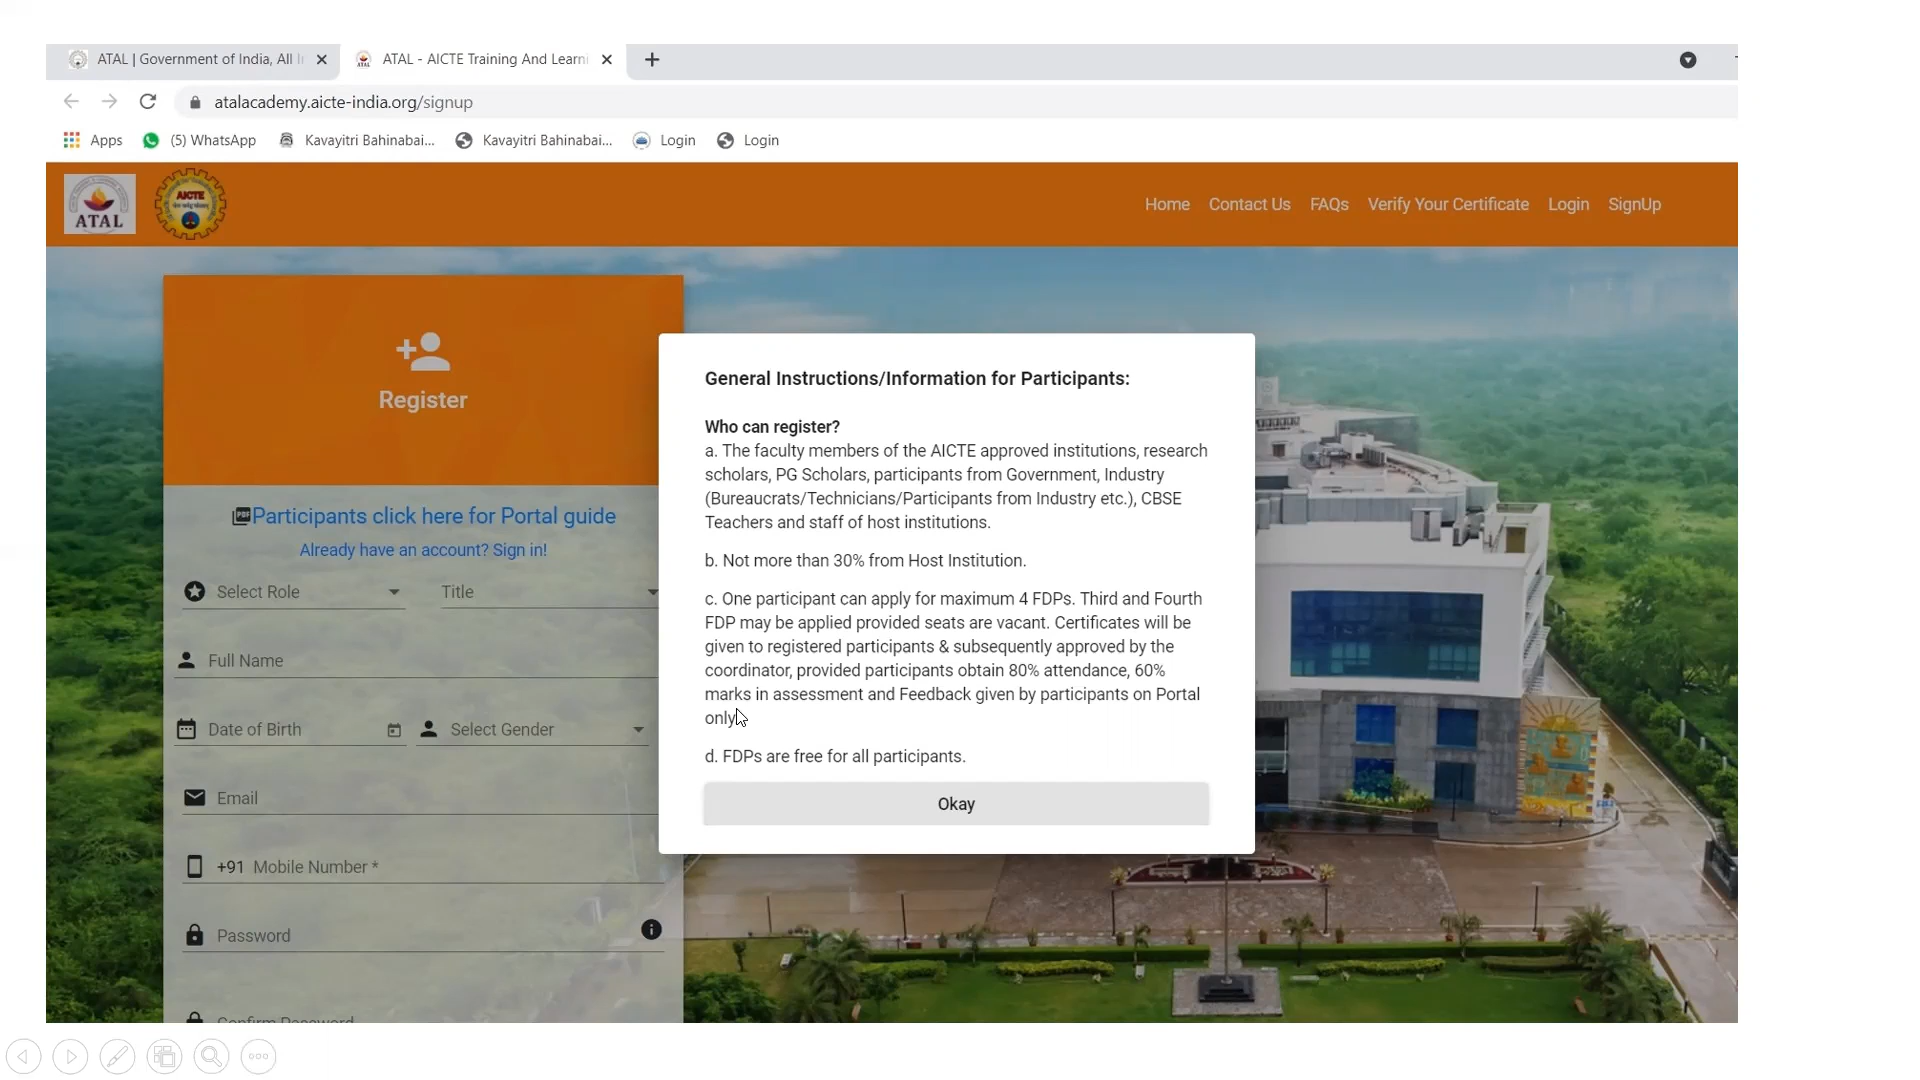 ATAL | Government of India, All I
ATAL - AICTE Training And Learni
atalacademy.aicte-india.org/signup
Apps
(5) WhatsApp
Kavayitri Bahinabai...
Kavayitri Bahinabai...
Login
Login
ATAL
AICTE
Home
Contact Us
FAQs
Verify Your Certificate
Login
SignUp
Register
PDF
Participants click here for Portal guide
Already have an account? Sign in!
Select Role
Title
Full Name
Date of Birth
Select Gender
Email
+91 Mobile Number *
Password
Confirm Password
General Instructions/Information for Participants:
Who can register?
a. The faculty members of the AICTE approved institutions, research
scholars, PG Scholars, participants from Government, Industry
(Bureaucrats/Technicians/Participants from Industry etc.), CBSE
Teachers and staff of host institutions.
b. Not more than 30% from Host Institution.
c. One participant can apply for maximum 4 FDPs. Third and Fourth
FDP may be applied provided seats are vacant. Certificates will be
given to registered participants & subsequently approved by the
coordinator, provided participants obtain 80% attendance, 60%
marks in assessment and Feedback given by participants on Portal
only
d. FDPs are free for all participants.
Okay